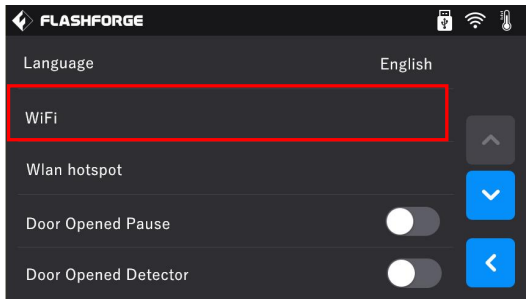 FLASHFORGE
Language English
WiFi
Wlan hotspot
Door Opened Pause
Door Opened Detector